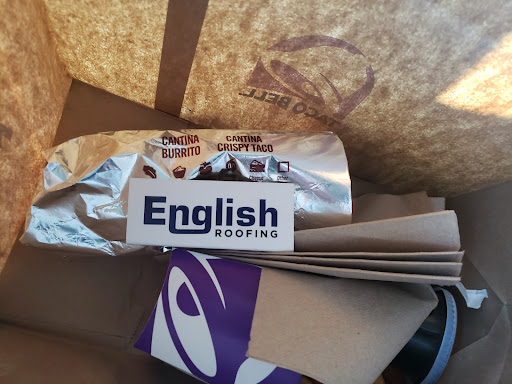 TACO BELL
CANTINA
BURRITO
CANTINA
CRISPY TACO
English
ROOFING